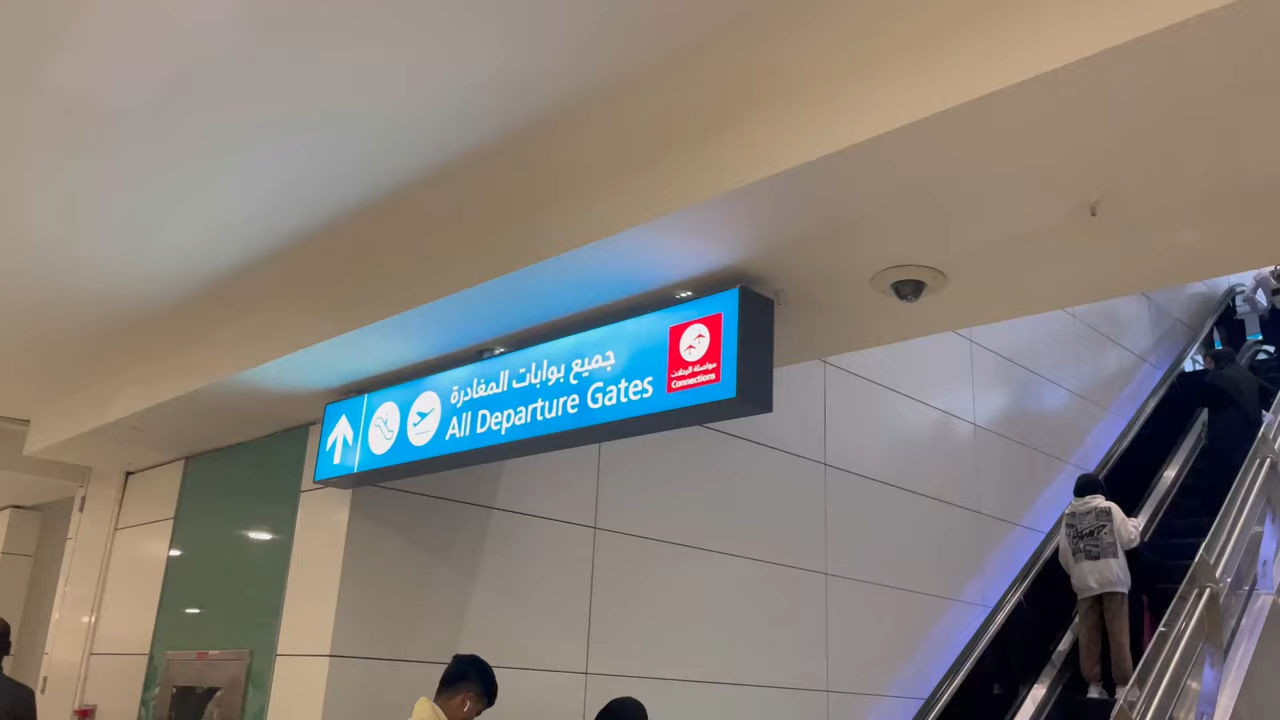 جميع بوابات المغادرة
All Departure Gates
مواصلة الرحلات
Connections